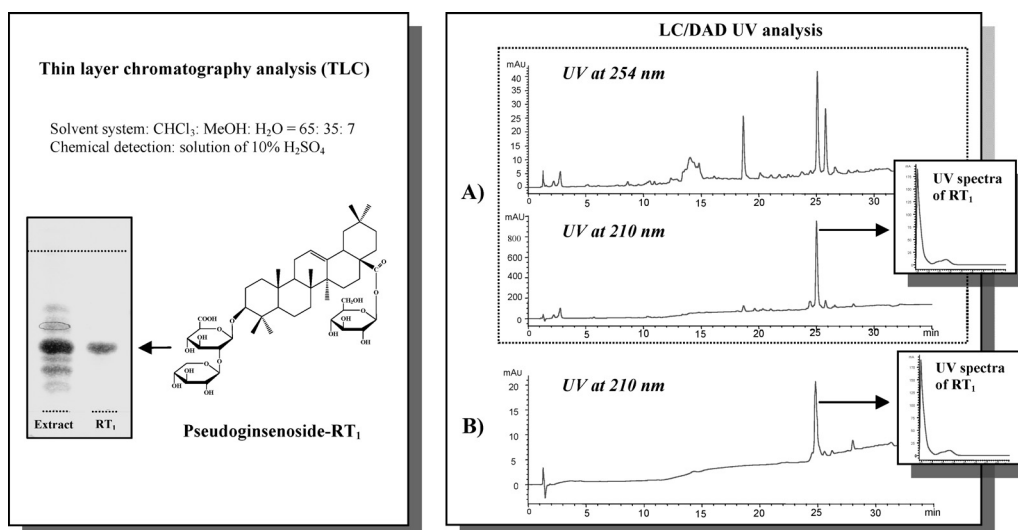 Thin layer chromatography analysis (TLC)
Solvent system: CHCl₃: MeOH: H₂O = 65: 35: 7
Chemical detection: solution of 10% H₂SO₄
Extract RT₁
COOH
O
O
OH
OH
O
O
O
OH
OH
OH
O
O
CH₂OH
O
OH
OH
OH
Pseudoginsenoside-RT₁
LC/DAD UV analysis
A)
mAu
UV at 254 nm
40
35
30
25
20
15
10
5
0
0 5 10 15 20 25 30
mAU
UV at 210 nm
800
600
400
200
0
0 5 10 15 20 25 30 min
UV spectra
of RT₁
B)
mAU
UV at 210 nm
20
15
10
5
0
0 5 10 15 20 25 30 min
UV spectra
of RT₁